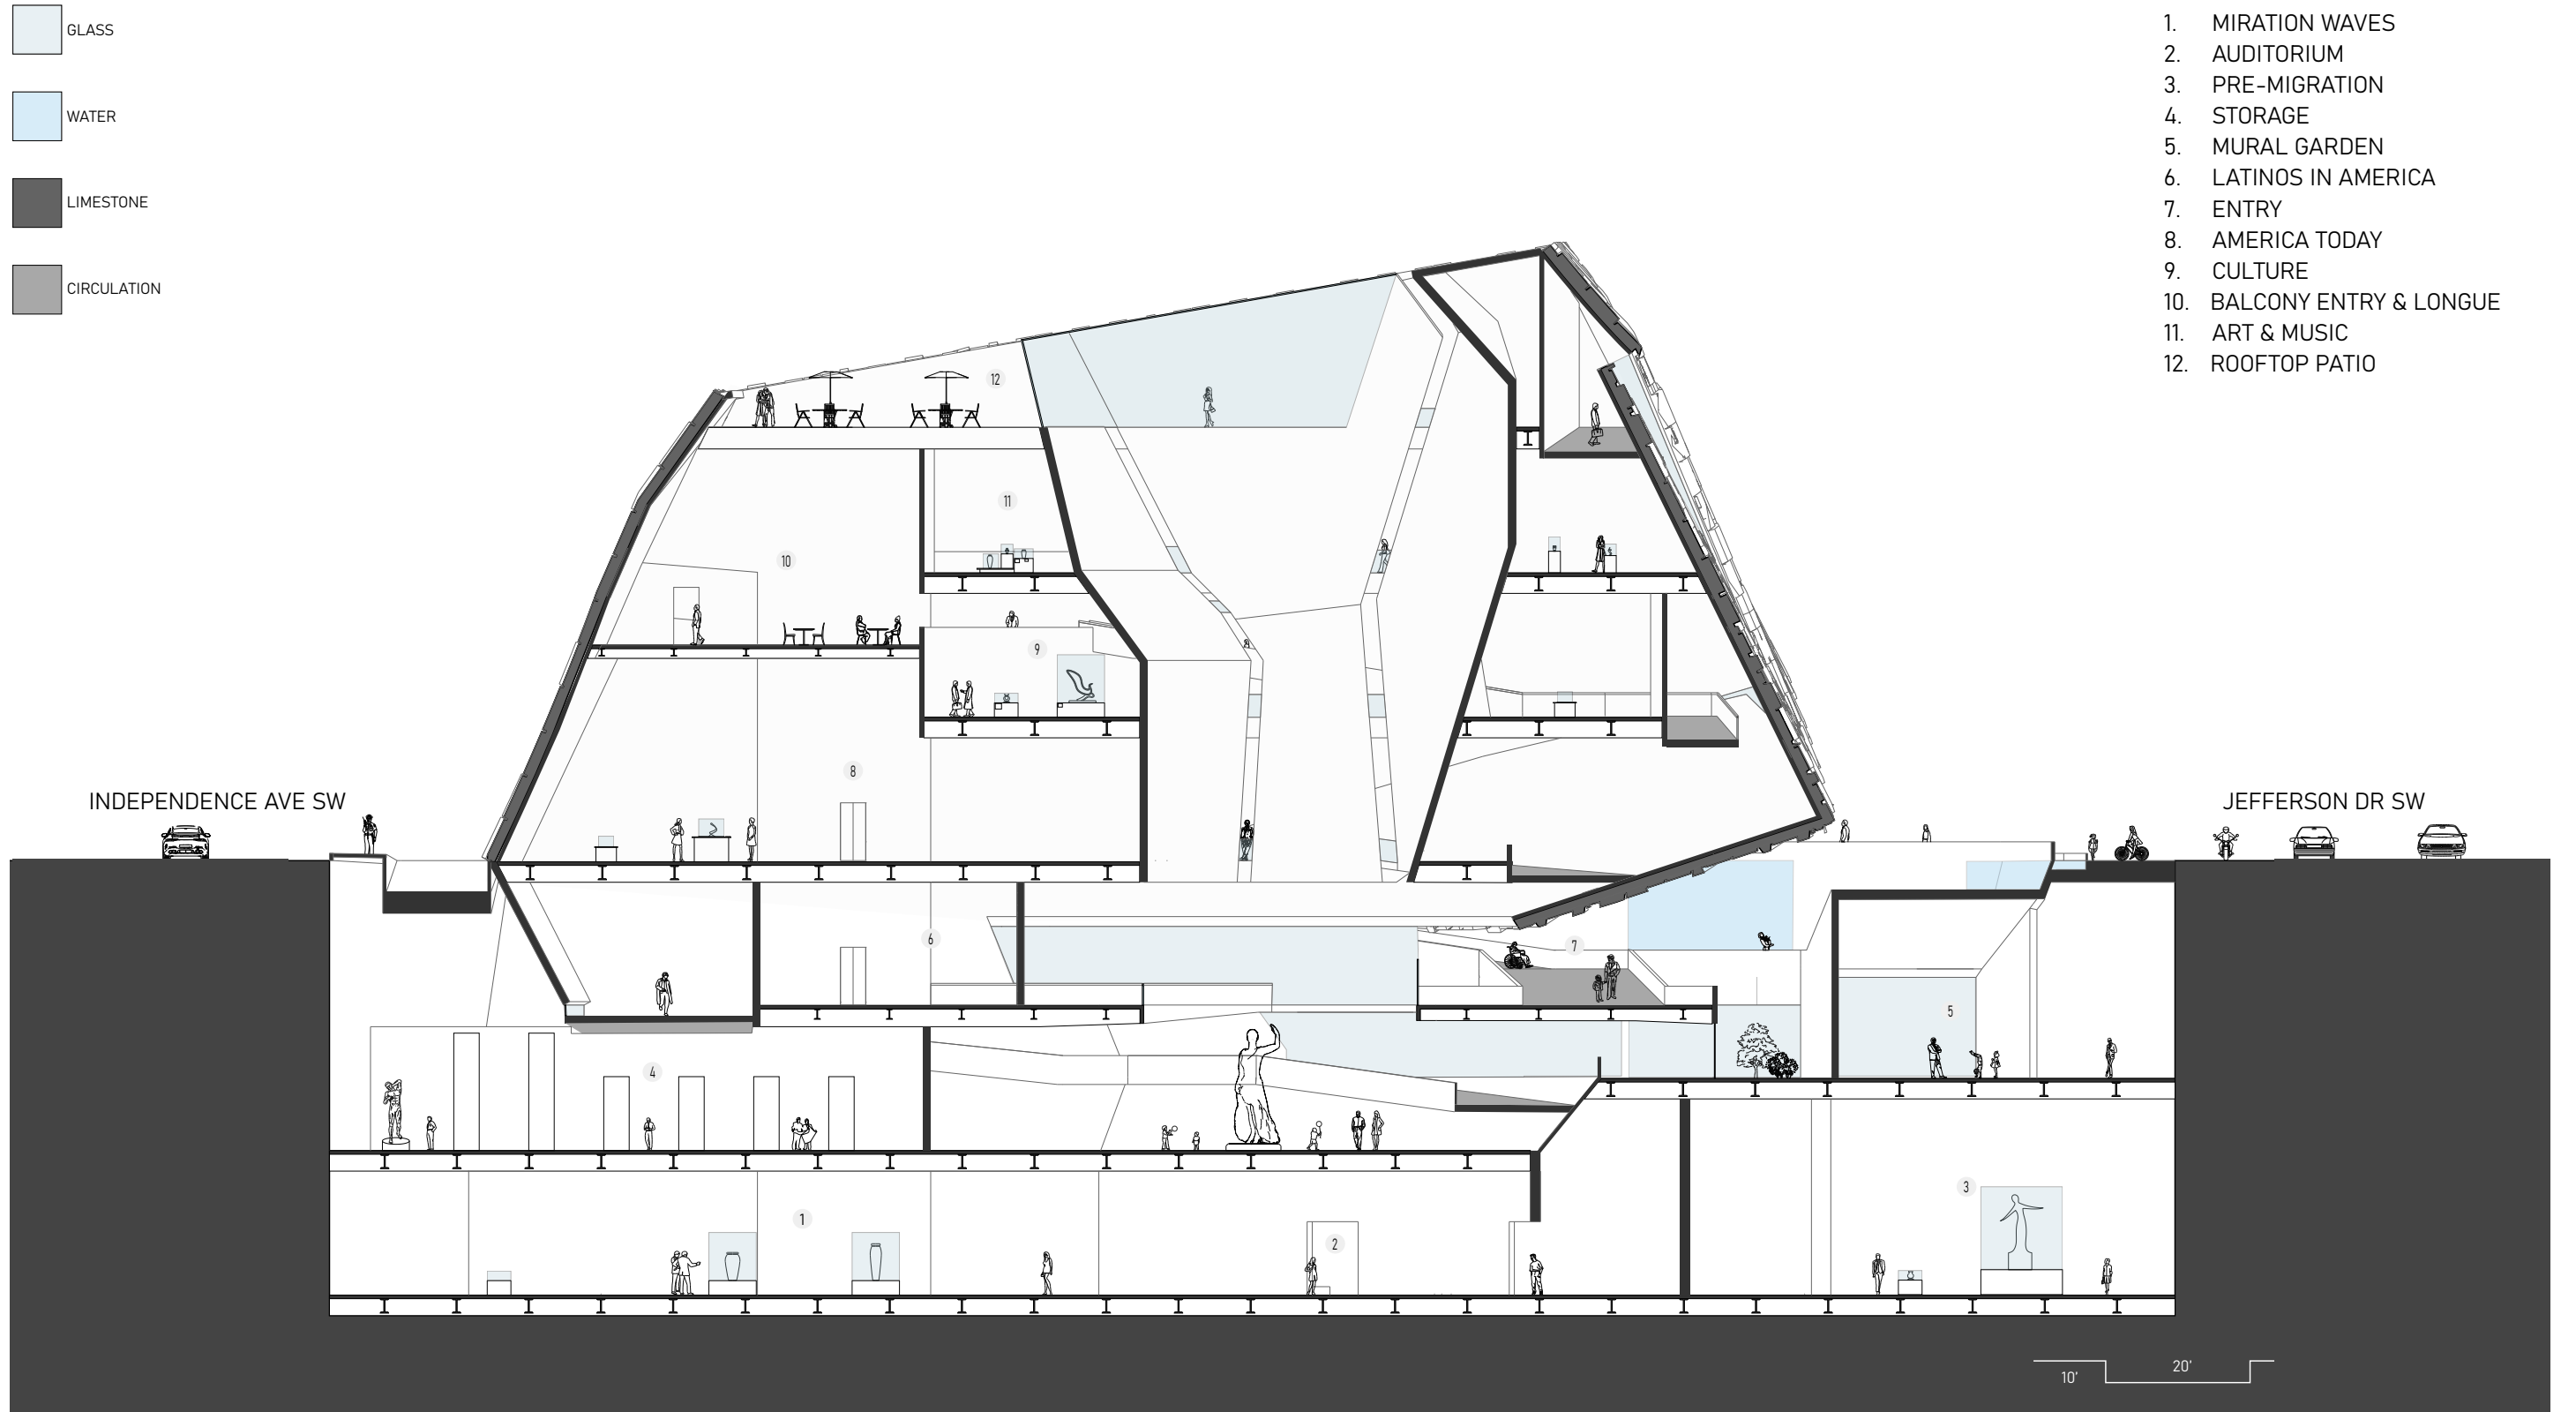 GLASS
WATER
LIMESTONE
CIRCULATION
1. MIRATION WAVES
2. AUDITORIUM
3. PRE-MIGRATION
4. STORAGE
5. MURAL GARDEN
6. LATINOS IN AMERICA
7. ENTRY
8. AMERICA TODAY
9. CULTURE
10. BALCONY ENTRY & LONGUE
11. ART & MUSIC
12. ROOFTOP PATIO
12
11
10
9
8
INDEPENDENCE AVE SW
JEFFERSON DR SW
6
7
5
4
3
1
2
10'
20'